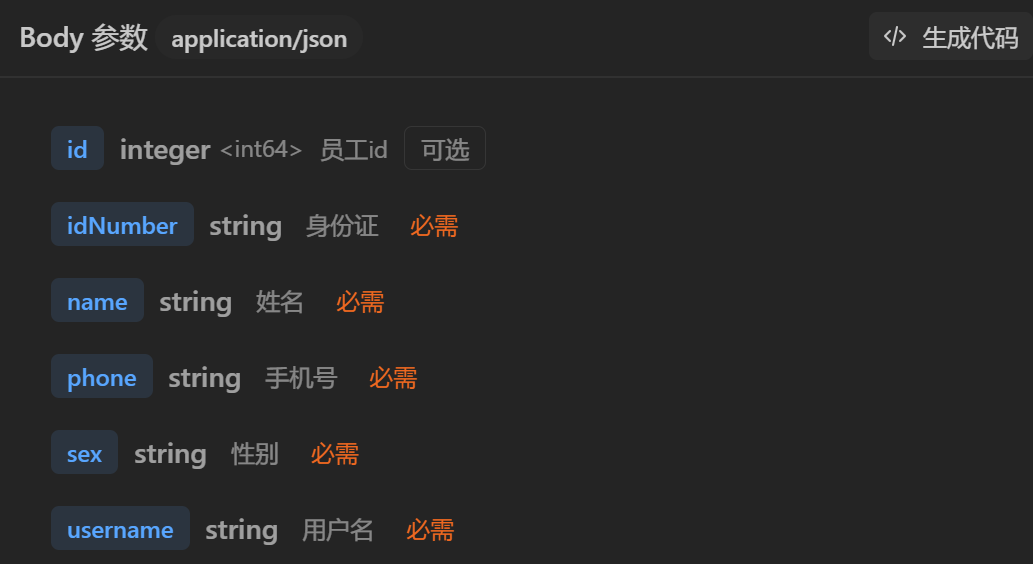 Body 参数 application/json </> 生成代码
id integer <int64> 员工id 可选
idNumber string 身份证 必需
name string 姓名 必需
phone string 手机号 必需
sex string 性别 必需
username string 用户名 必需